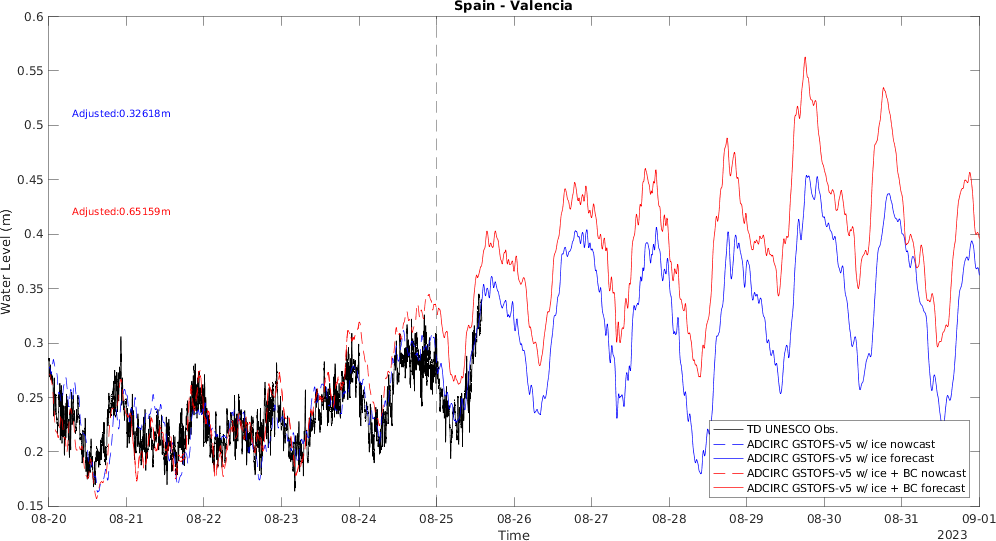 Spain - Valencia
0.6
0.55
0.5
0.45
0.4
0.35
0.3
0.25
0.2
0.15
Water Level (m)
Adjusted:0.32618m
Adjusted:0.65159m
TD UNESCO Obs.
ADCIRC GSTOFS-v5 w/ ice nowcast
ADCIRC GSTOFS-v5 w/ ice forecast
ADCIRC GSTOFS-v5 w/ ice + BC nowcast
ADCIRC GSTOFS-v5 w/ ice + BC forecast
08-20 08-21 08-22 08-23 08-24 08-25 08-26 08-27 08-28 08-29 08-30 08-31 09-01
Time
2023